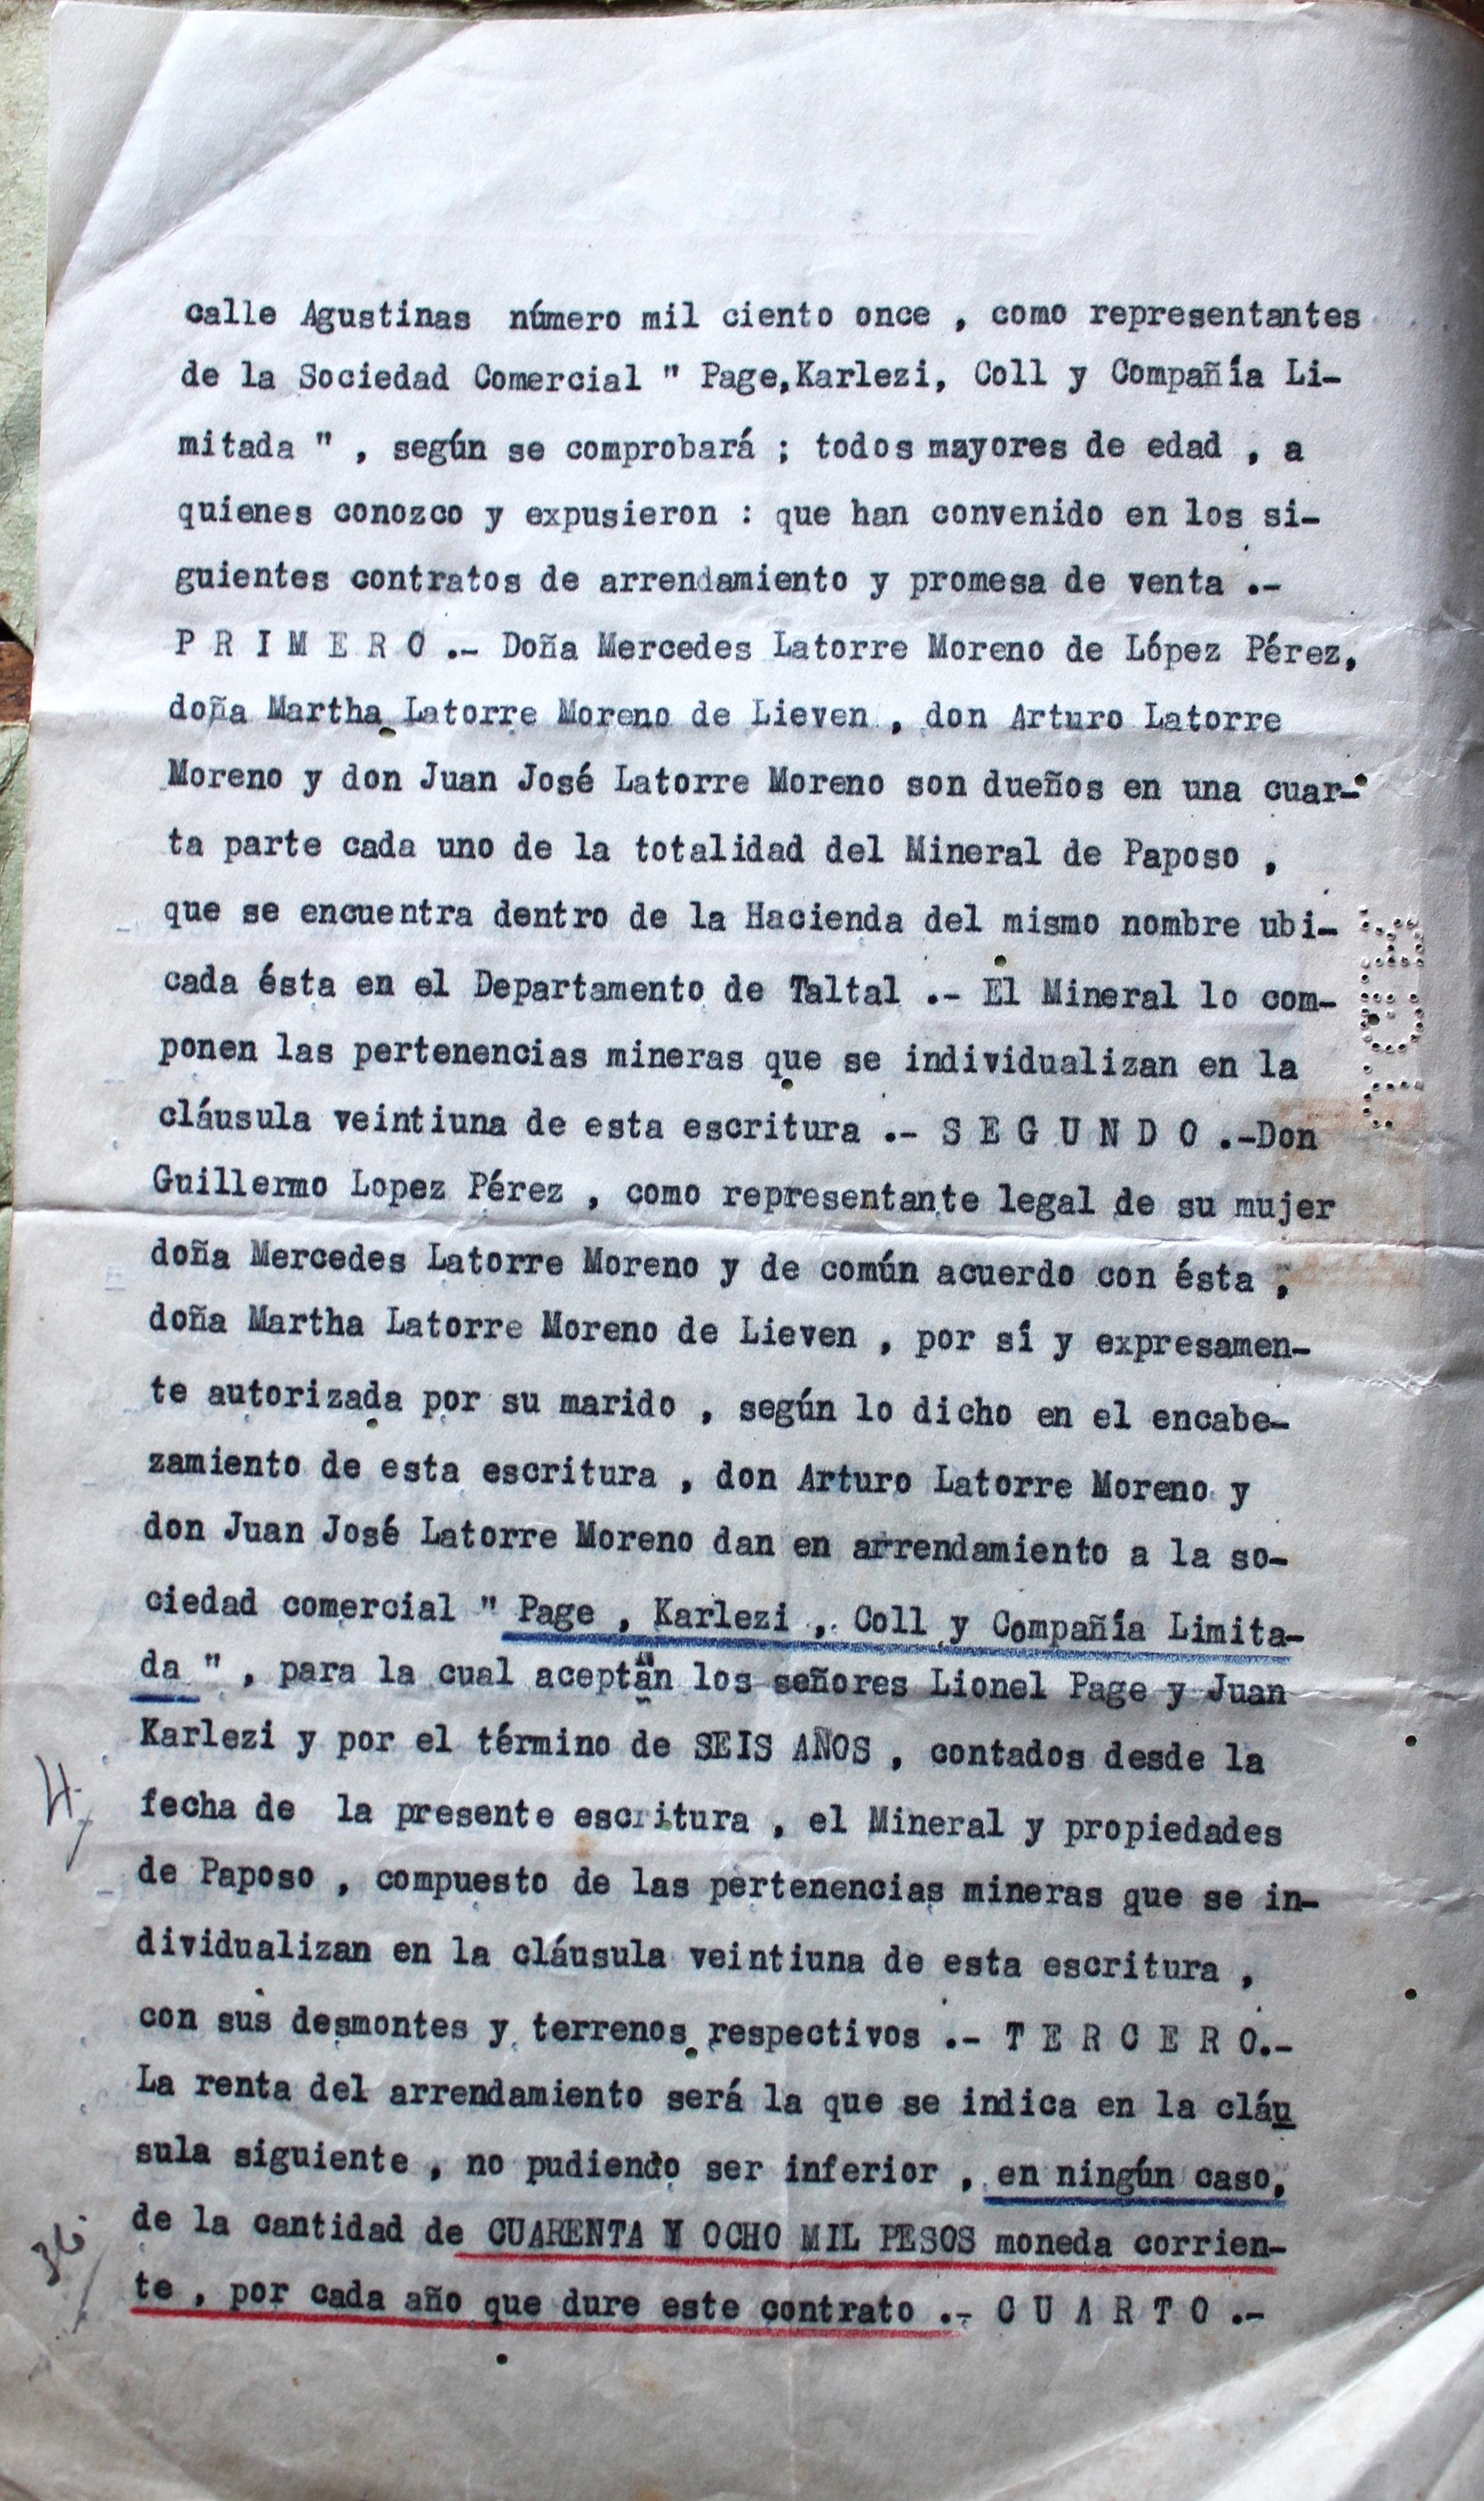 calle Agustinas número mil ciento once , como representantes
de la Sociedad Comercial " Page,Karlezi, Coll y Compañía Li-
mitada " , según se comprobará ; todos mayores de edad , a
quienes conozco y expusieron : que han convenido en los si-
guientes contratos de arrendamiento y promesa de venta .-
P R I M E R O .- Doña Mercedes Latorre Moreno de López Pérez,
doña Martha Latorre Moreno de Lieven , don Arturo Latorre
Moreno y don Juan José Latorre Moreno son dueños en una cuar-
ta parte cada uno de la totalidad del Mineral de Paposo ,
que se encuentra dentro de la Hacienda del mismo nombre ubi-
cada ésta en el Departamento de Taltal .- El Mineral lo com-
ponen las pertenencias mineras que se individualizan en la
cláusula veintiuna de esta escritura .- S E G U N D O .-Don
Guillermo Lopez Pérez , como representante legal de su mujer
doña Mercedes Latorre Moreno y de común acuerdo con ésta ,
doña Martha Latorre Moreno de Lieven , por sí y expresamen-
te autorizada por su marido , según lo dicho en el encabe-
zamiento de esta escritura , don Arturo Latorre Moreno y
don Juan José Latorre Moreno dan en arrendamiento a la so-
ciedad comercial " Page , Karlezi , Coll y Compañía Limita-
da " , para la cual aceptan los señores Lionel Page y Juan
Karlezi y por el término de SEIS AÑOS , contados desde la
fecha de la presente escritura , el Mineral y propiedades
de Paposo , compuesto de las pertenencias mineras que se in-
dividualizan en la cláusula veintiuna de esta escritura ,
con sus desmontes y terrenos respectivos .- T E R C E R O.-
La renta del arrendamiento será la que se indica en la cláu
sula siguiente , no pudiendo ser inferior , en ningún caso,
de la cantidad de CUARENTA Y OCHO MIL PESOS moneda corrien-
te , por cada año que dure este contrato .- C U A R T O .-